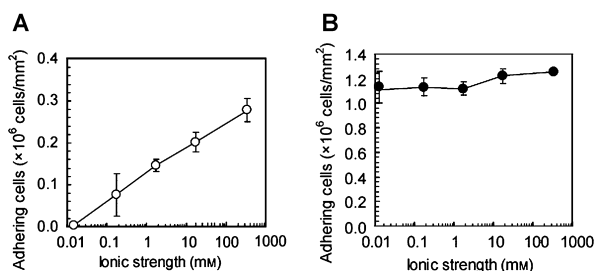 A
Adhering cells (×10⁶ cells/mm²)
0.4
0.3
0.2
0.1
0.0
0.01 0.1 1 10 100 1000
Ionic strength (mM)
B
Adhering cells (×10⁶ cells/mm²)
1.4
1.2
1.0
0.8
0.6
0.4
0.2
0.0
0.01 0.1 1 10 100 1000
Ionic strength (mM)